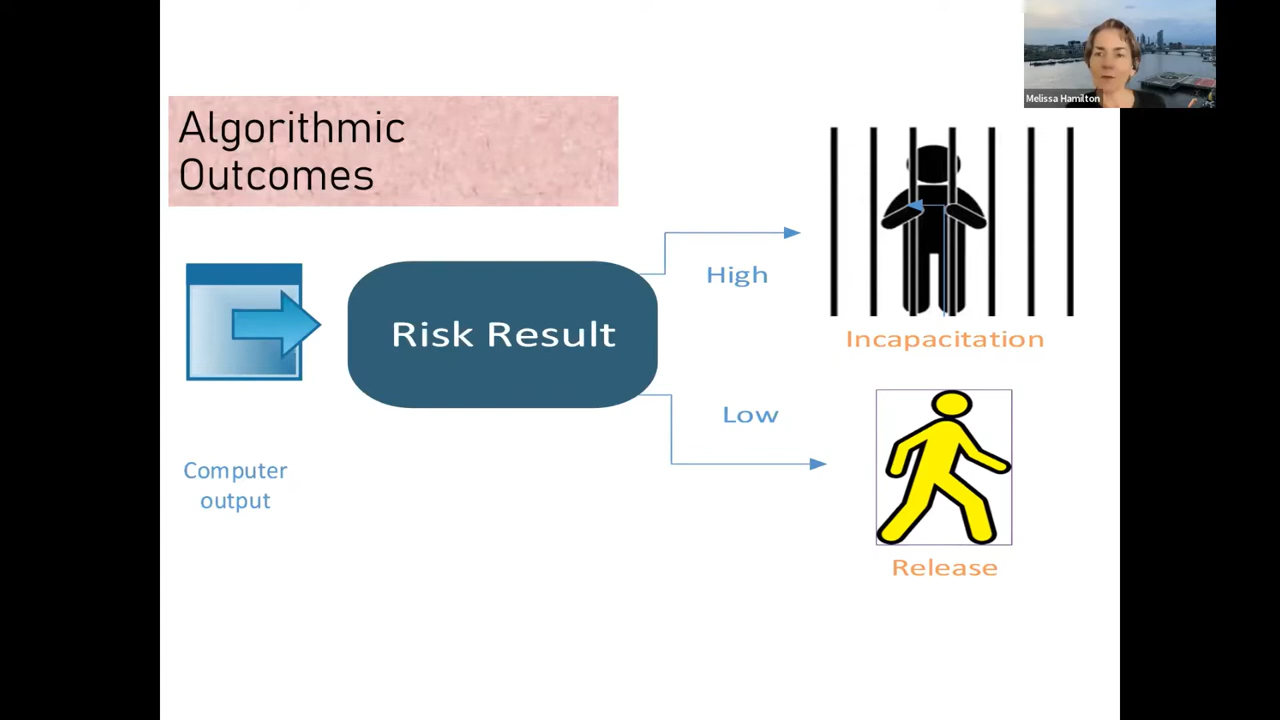 Melissa Hamilton
Algorithmic
Outcomes
Risk Result
High
Incapacitation
Low
Computer
output
Release